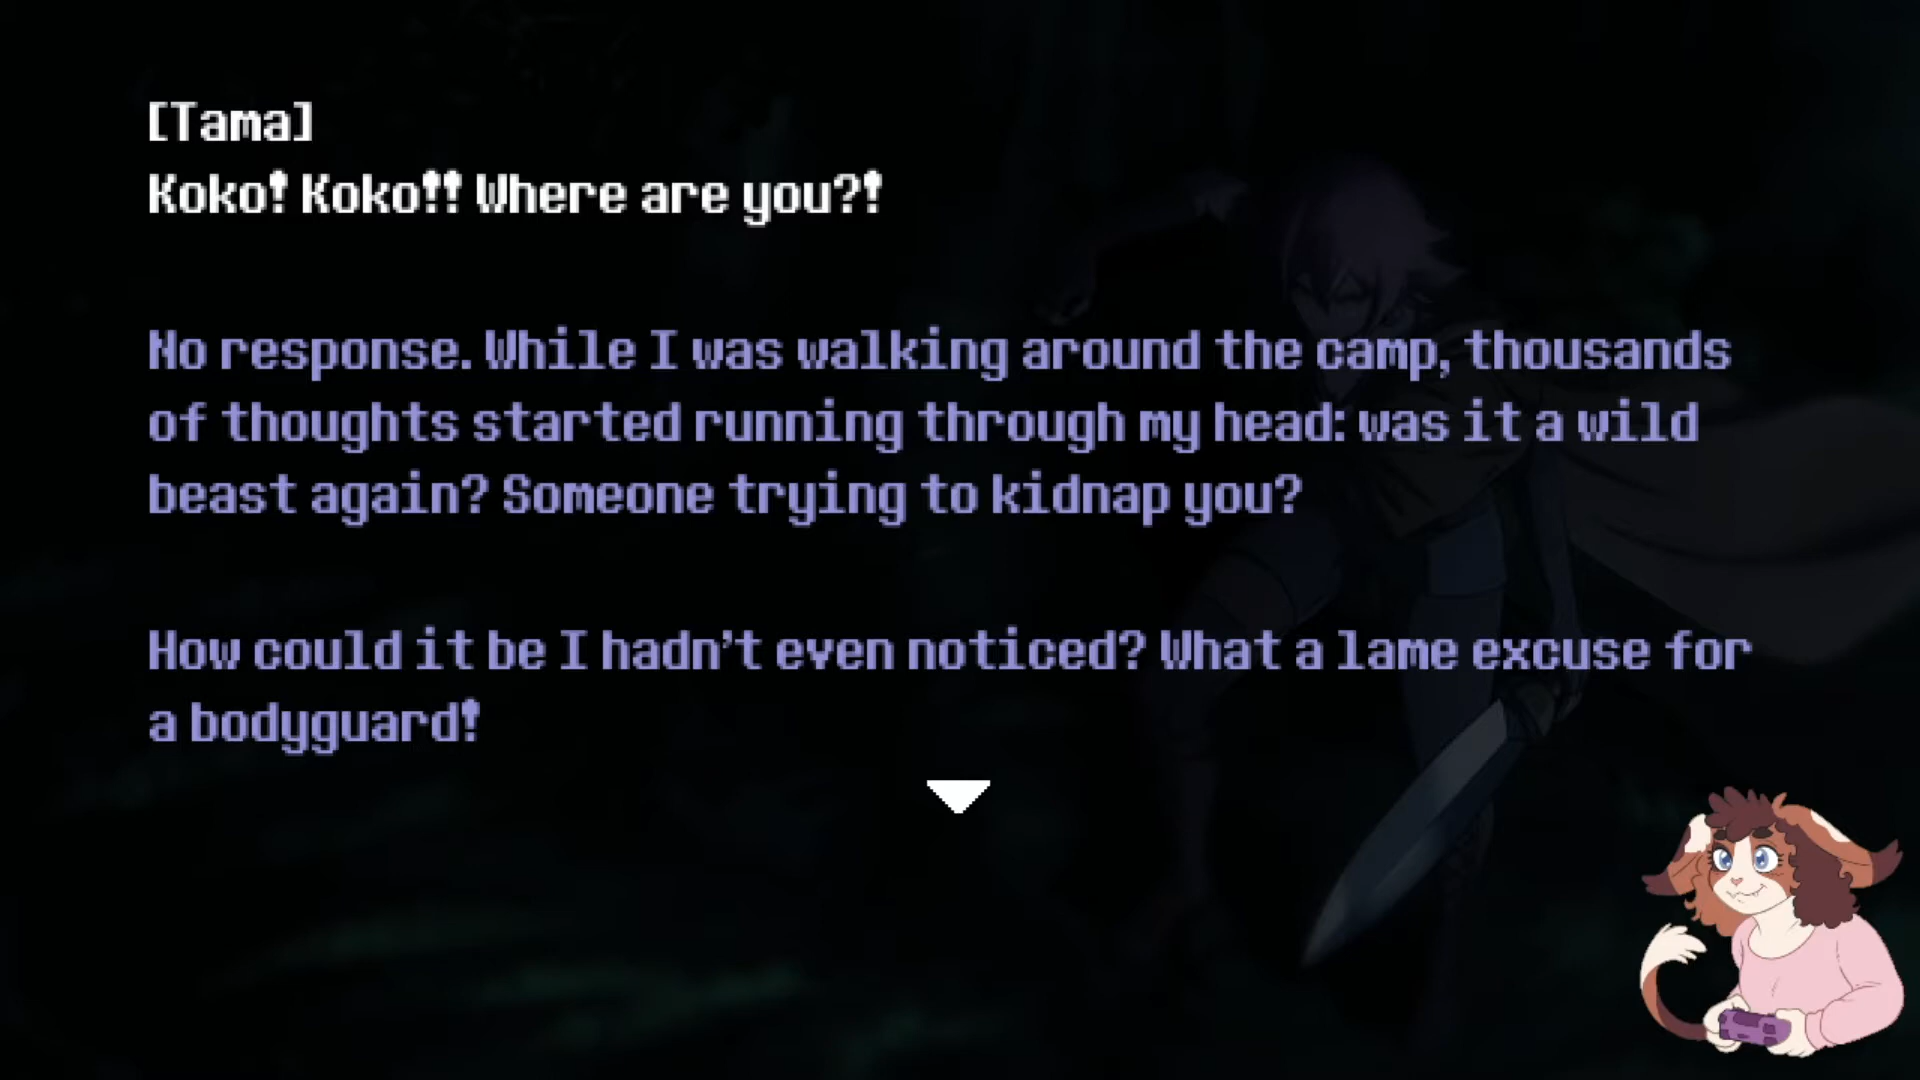 [Tama]
Koko! Koko!! Where are you?!
No response. While I was walking around the camp, thousands
of thoughts started running through my head: was it a wild
beast again? Someone trying to kidnap you?
How could it be I hadn't even noticed? What a lame excuse for
a bodyguard!